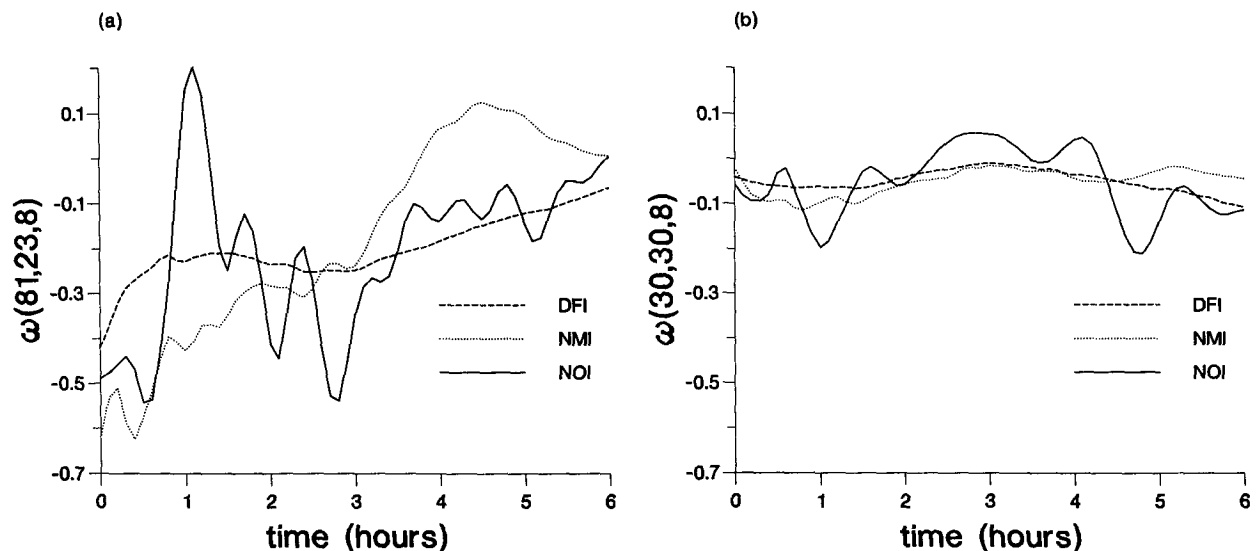 (a)
ω(81,23,8)
0.1
-0.1
-0.3
-0.5
-0.7
DFI
NMI
NOI
0 1 2 3 4 5 6
time (hours)
(b)
ω(30,30,8)
0.1
-0.1
-0.3
-0.5
-0.7
DFI
NMI
NOI
0 1 2 3 4 5 6
time (hours)